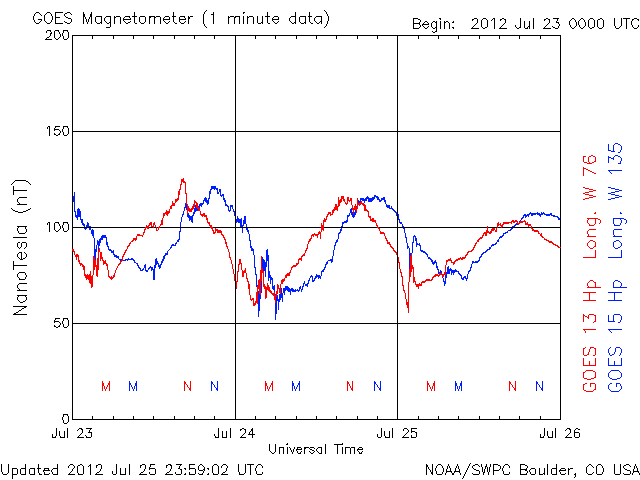 GOES Magnetometer (1 minute data)
Begin: 2012 Jul 23 0000 UTC
200
150
100
50
0
NanoTesla (nT)
M M N N M M N N M M N N
Jul 23 Jul 24 Jul 25 Jul 26
Universal Time
GOES 13 Hp Long. W 76
GOES 15 Hp Long. W 135
Updated 2012 Jul 25 23:59:02 UTC
NOAA/SWPC Boulder, CO USA